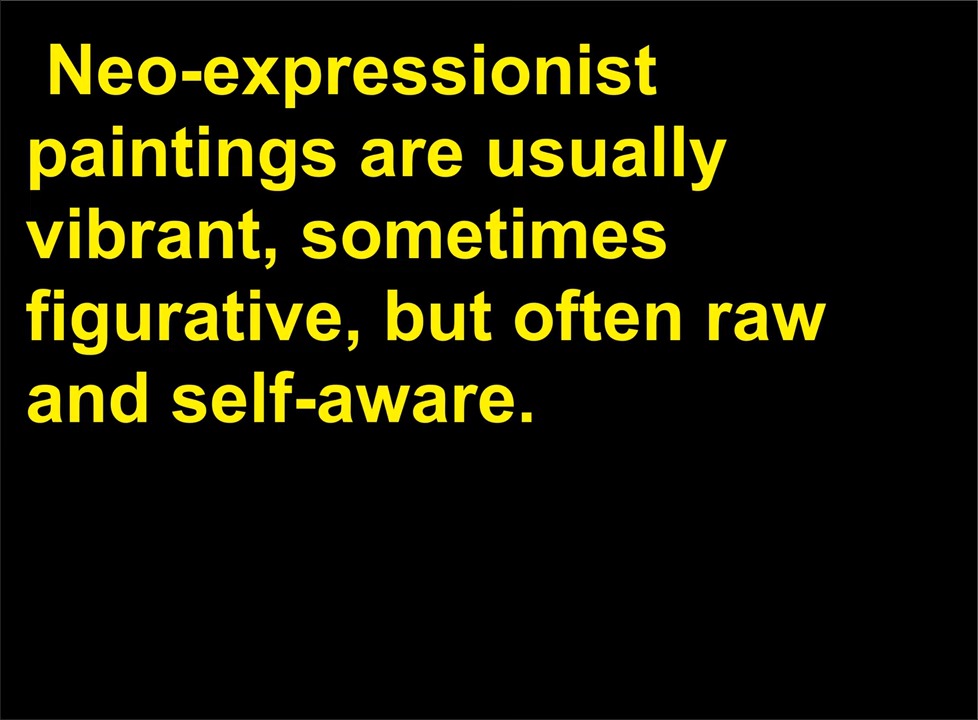 Neo-expressionist
paintings are usually
vibrant, sometimes
figurative, but often raw
and self-aware.